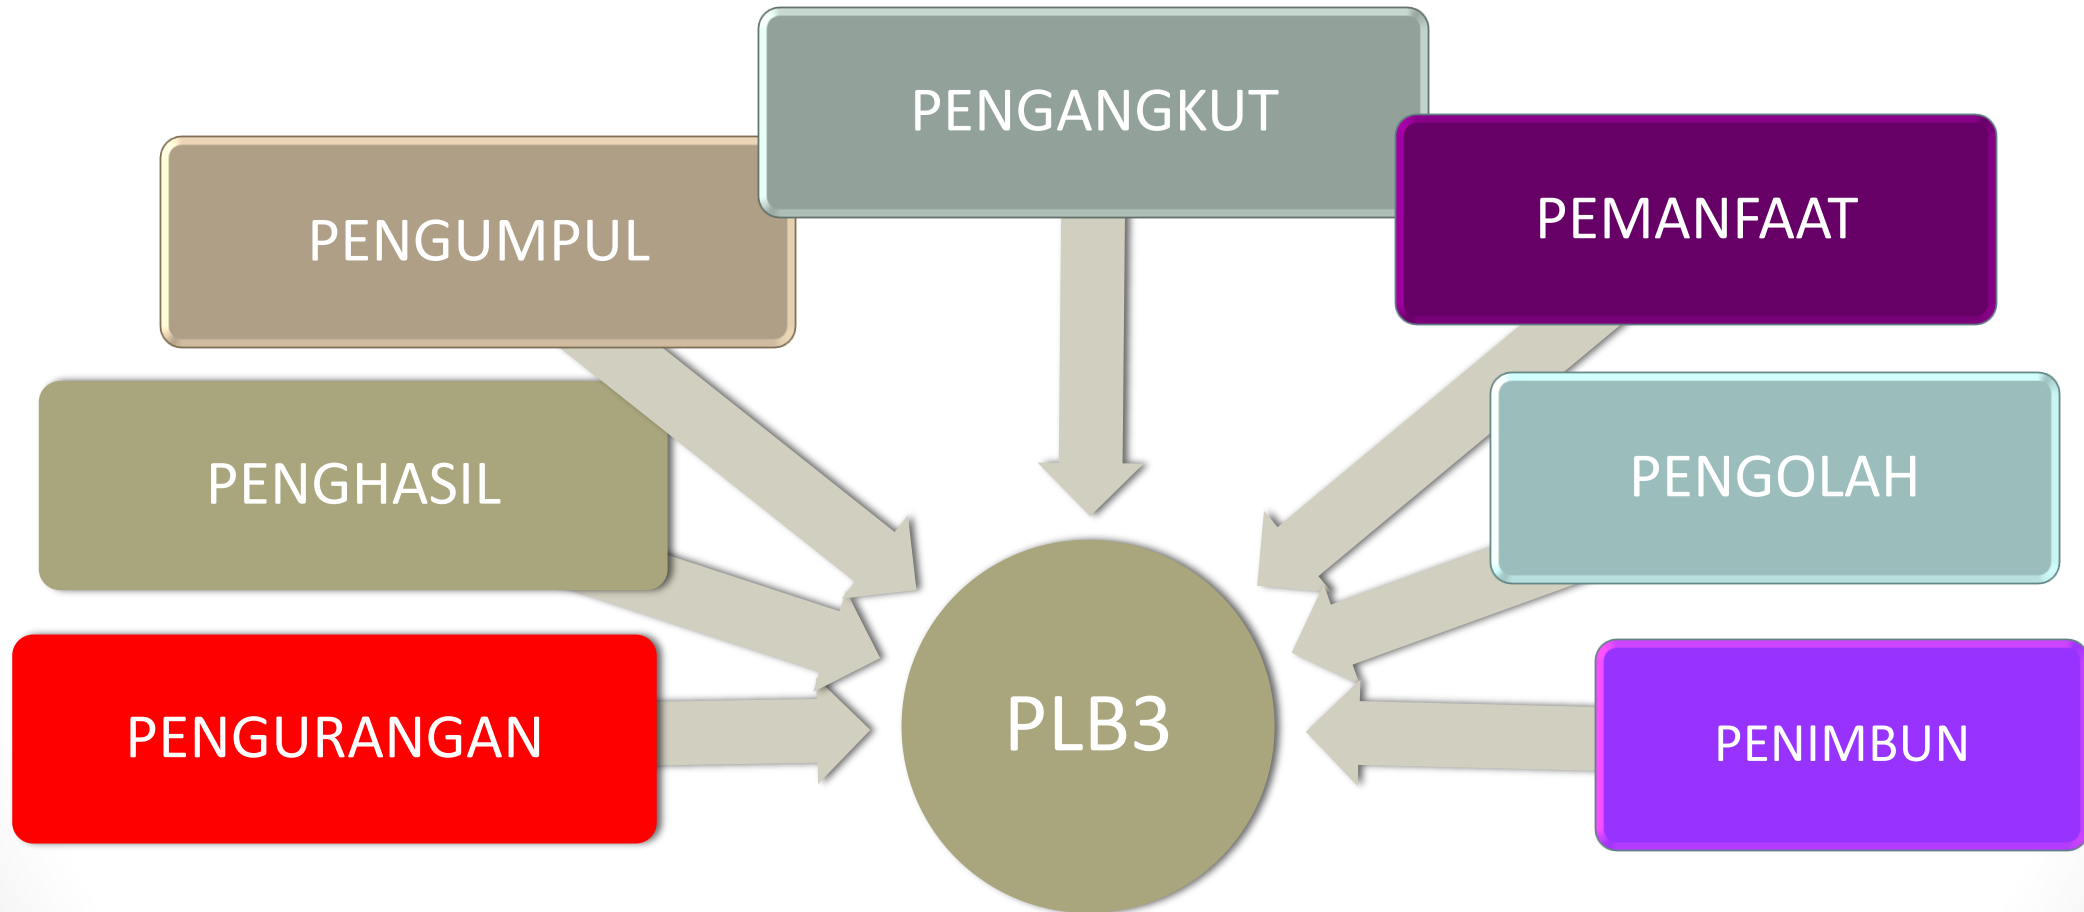 PENGANGKUT
PENGUMPUL
PEMANFAAT
PENGHASIL
PENGOLAH
PENGURANGAN
PLB3
PENIMBUN